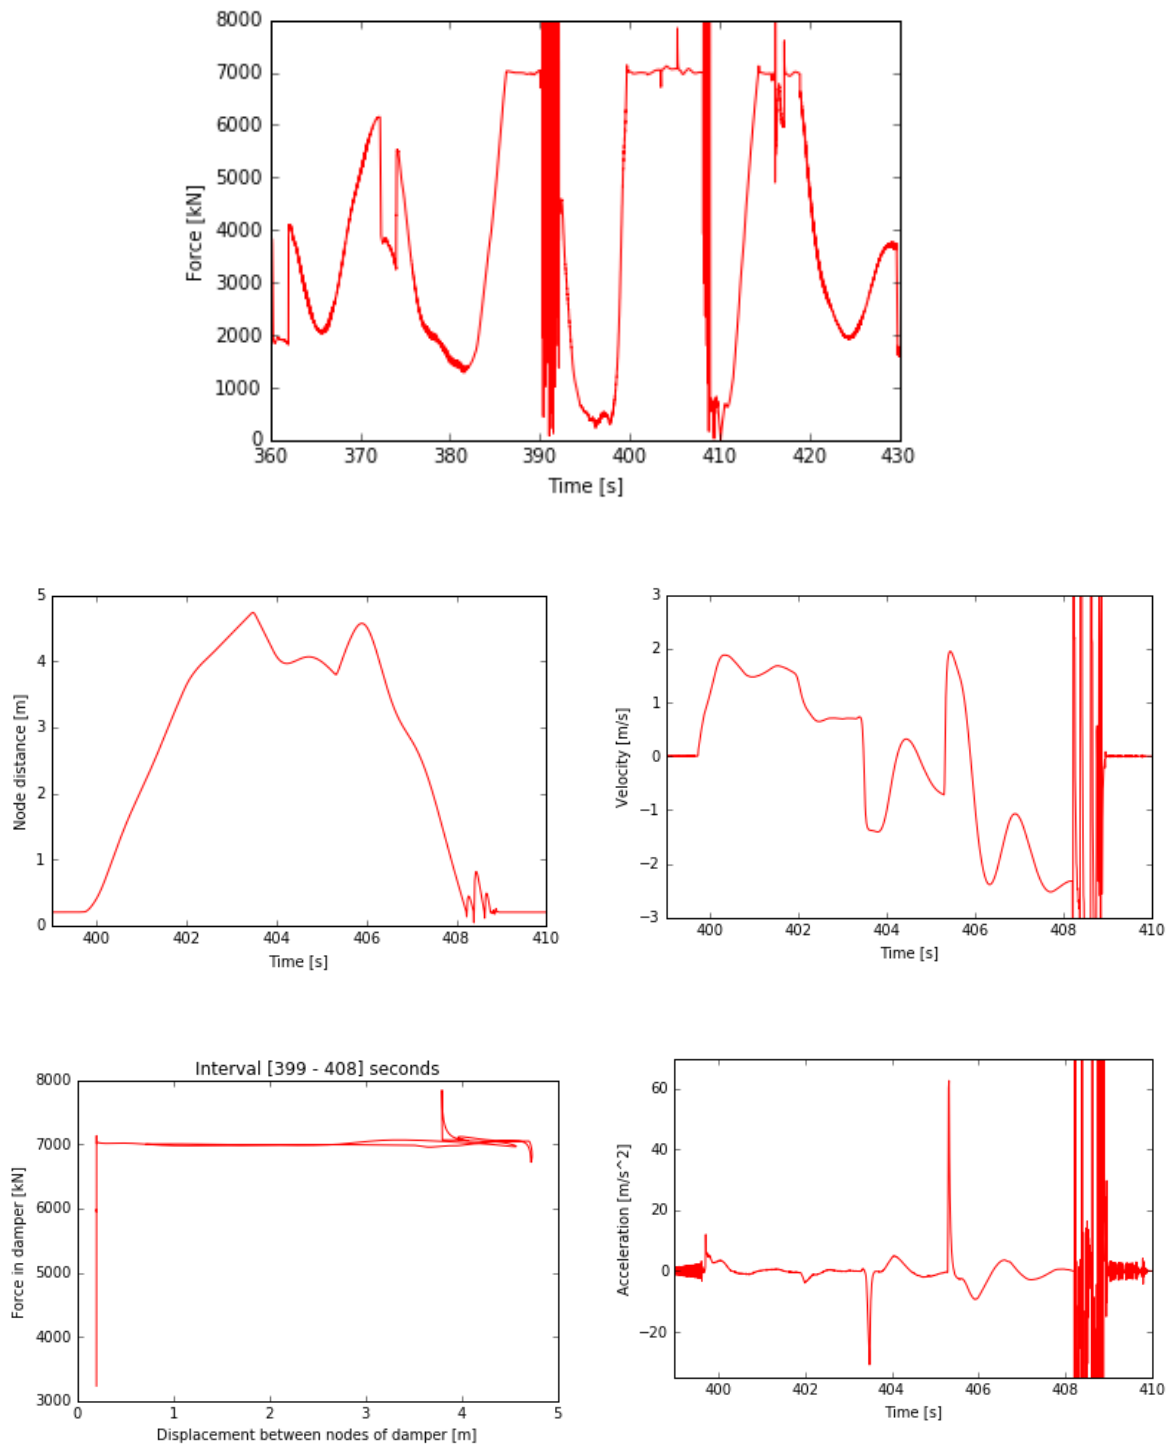 8000
7000
6000
5000
4000
3000
2000
1000
0
Force [kN]
360 370 380 390 400 410 420 430
Time [s]
5
4
3
2
1
0
Node distance [m]
400 402 404 406 408 410
Time [s]
3
2
1
0
−1
−2
−3
Velocity [m/s]
400 402 404 406 408 410
Time [s]
Interval [399 - 408] seconds
8000
7000
6000
5000
4000
3000
Force in damper [kN]
0 1 2 3 4 5
Displacement between nodes of damper [m]
60
40
20
0
−20
Acceleration [m/s^2]
400 402 404 406 408 410
Time [s]